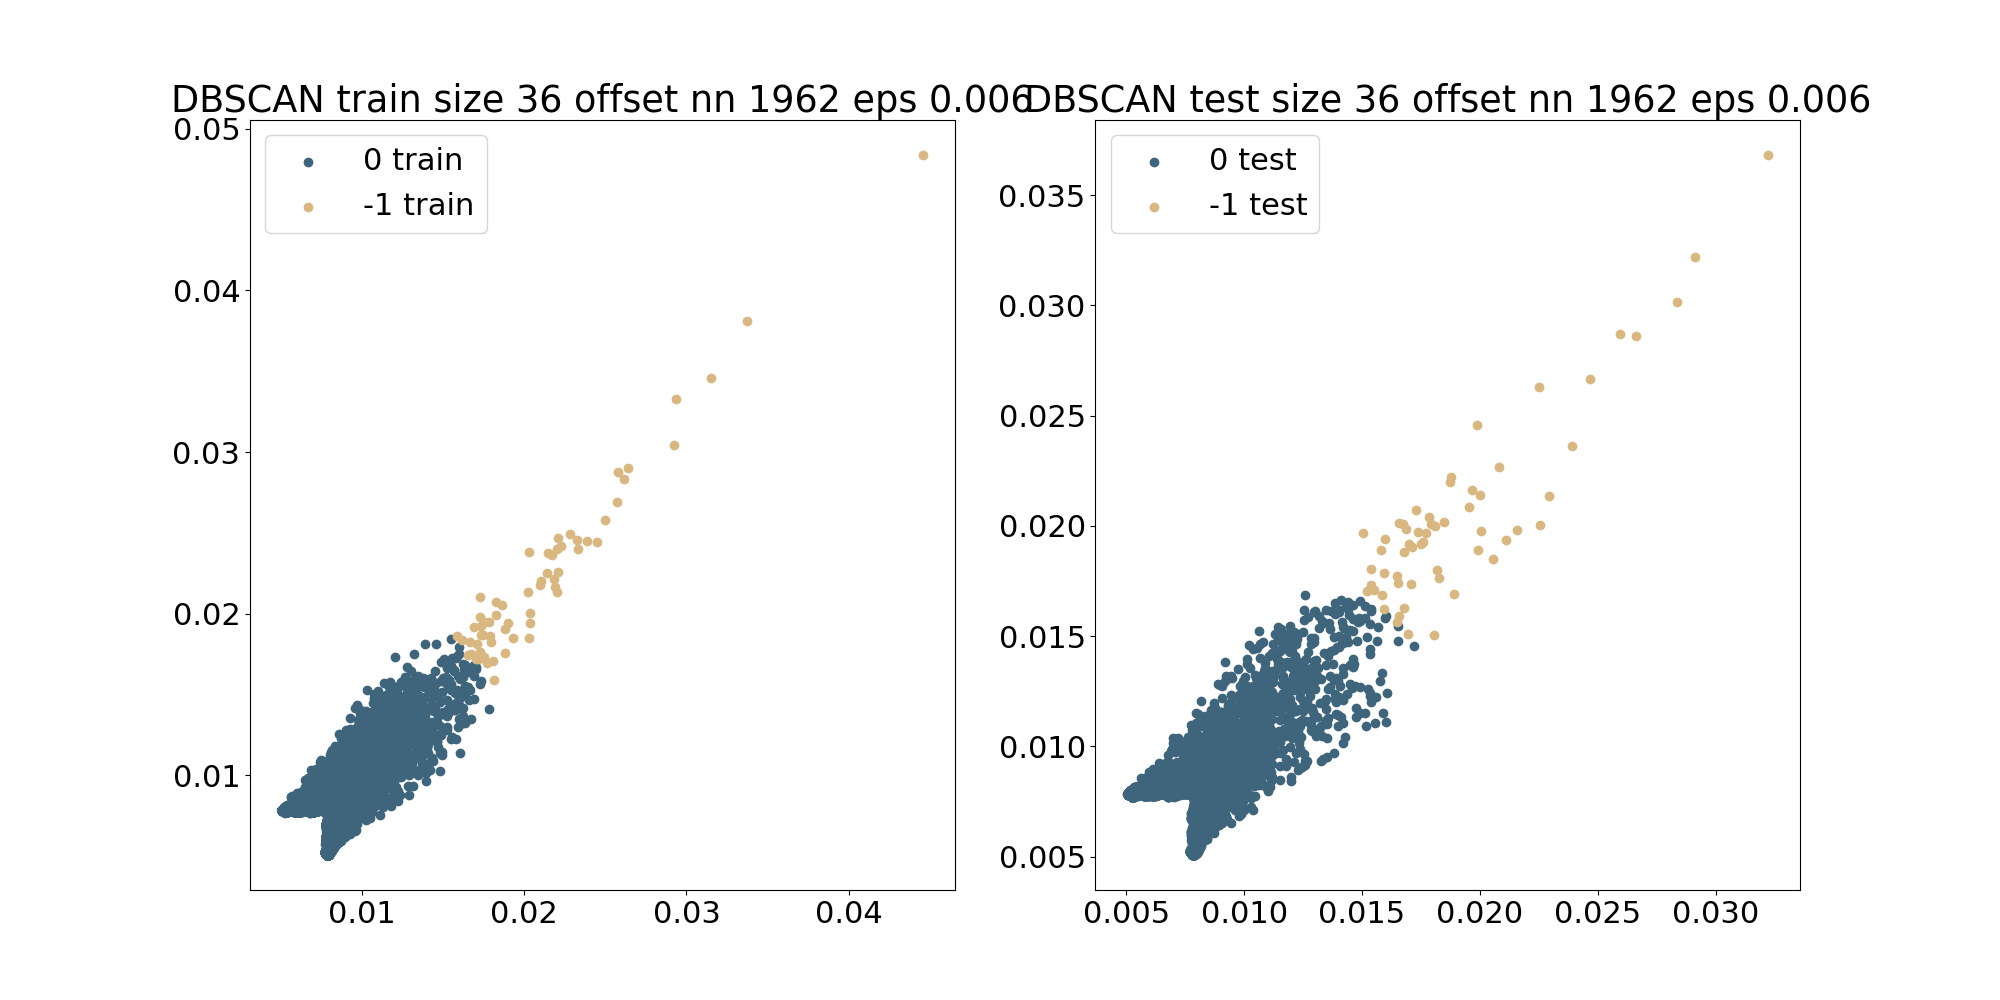 DBSCAN train size 36 offset nn 1962 eps 0.006
0 train
-1 train
0.05
0.04
0.03
0.02
0.01
0.01 0.02 0.03 0.04
DBSCAN test size 36 offset nn 1962 eps 0.006
0 test
-1 test
0.035
0.030
0.025
0.020
0.015
0.010
0.005
0.005 0.010 0.015 0.020 0.025 0.030